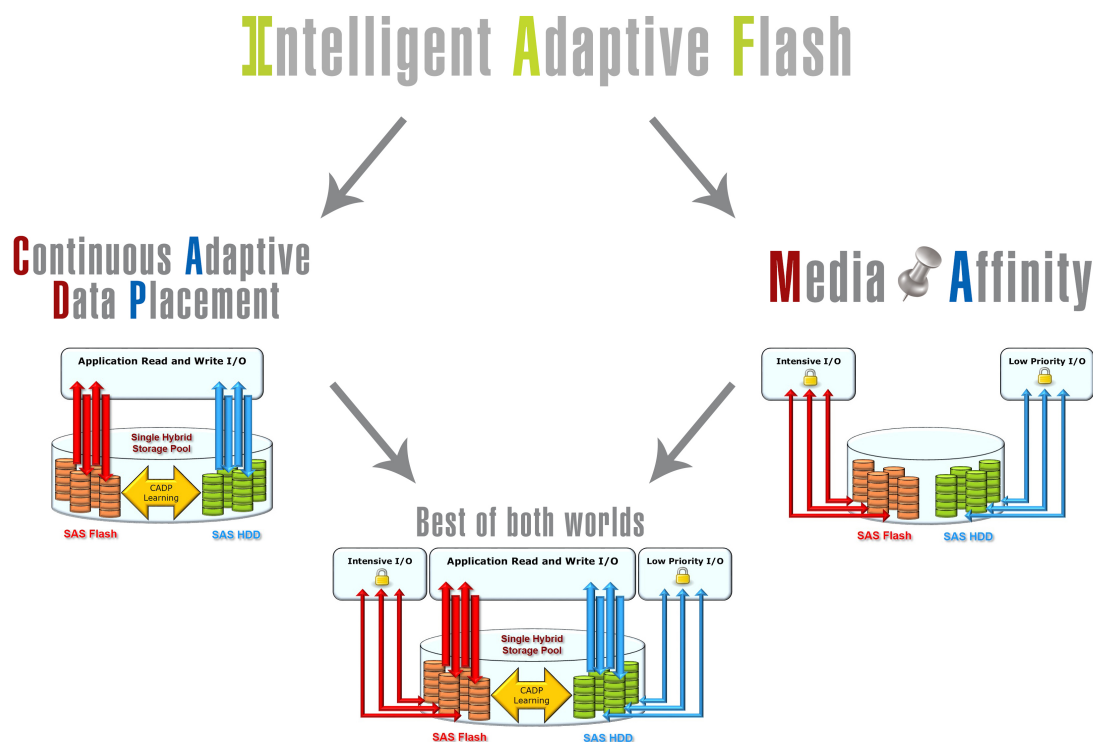 Intelligent Adaptive Flash
Continuous Adaptive
Data Placement
Application Read and Write I/O
Single Hybrid
Storage Pool
CADP
Learning
SAS Flash
SAS HDD
Media Affinity
Intensive I/O
Low Priority I/O
SAS Flash
SAS HDD
Best of both worlds
Intensive I/O
Application Read and Write I/O
Low Priority I/O
Single Hybrid
Storage Pool
CADP
Learning
SAS Flash
SAS HDD